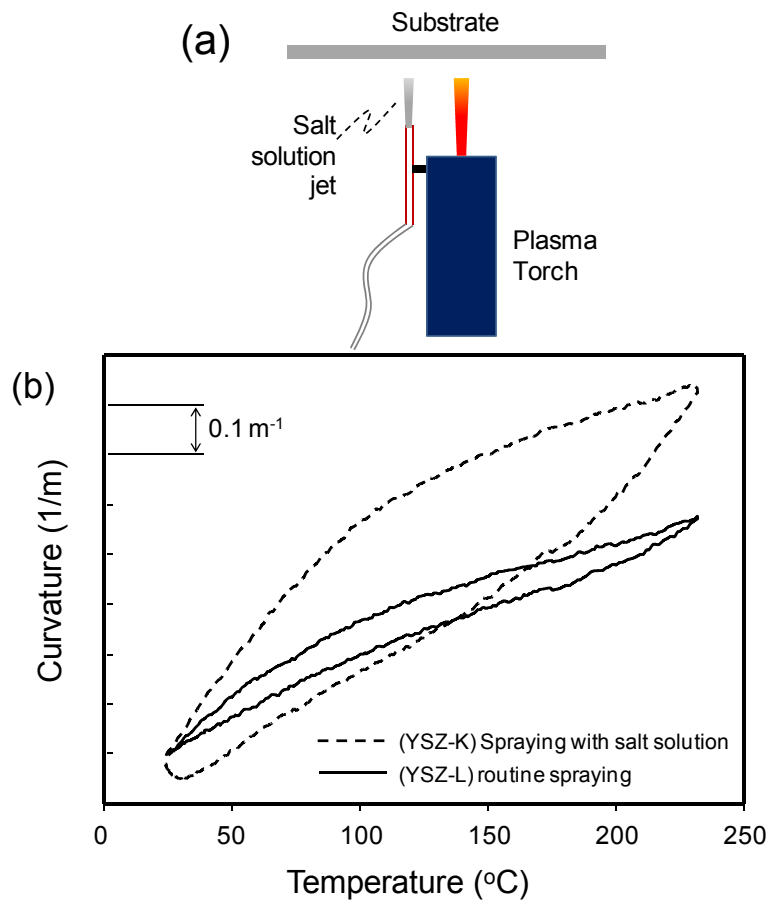 (a)
Substrate
Salt
solution
jet
Plasma
Torch
(b)
0.1 m⁻¹
Curvature (1/m)
(YSZ-K) Spraying with salt solution
(YSZ-L) routine spraying
0 50 100 150 200 250
Temperature (ºC)